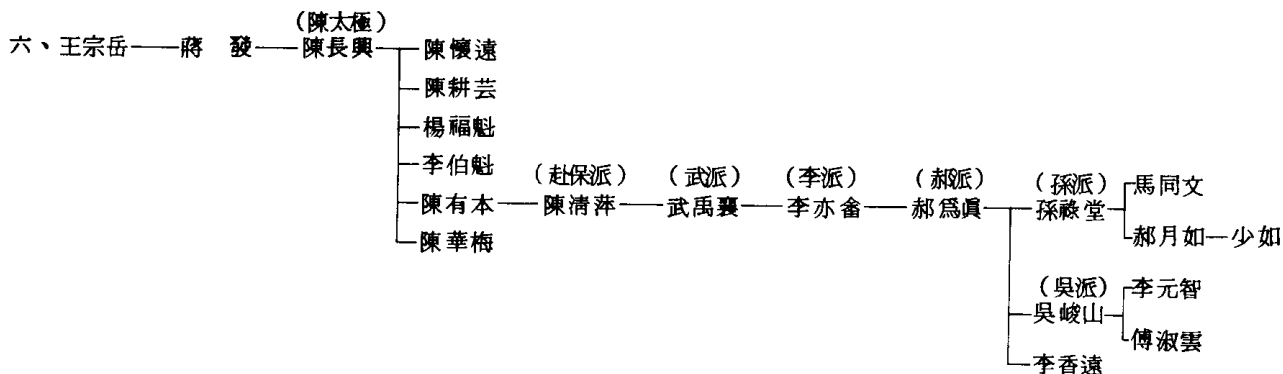 (陳太極)
六、王宗岳—蔣 發—陳長興—陳懷遠
陳耕芸
楊福魁
李伯魁
(赴保派) (武派) (李派) (郝派) (孫派)
陳有本—陳清萍—武禹襄—李亦畬—郝爲眞—孫祿堂—馬同文
陳華梅
郝月如—少如
(吳派)
吳峻山—李元智
傅淑雲
李香遠